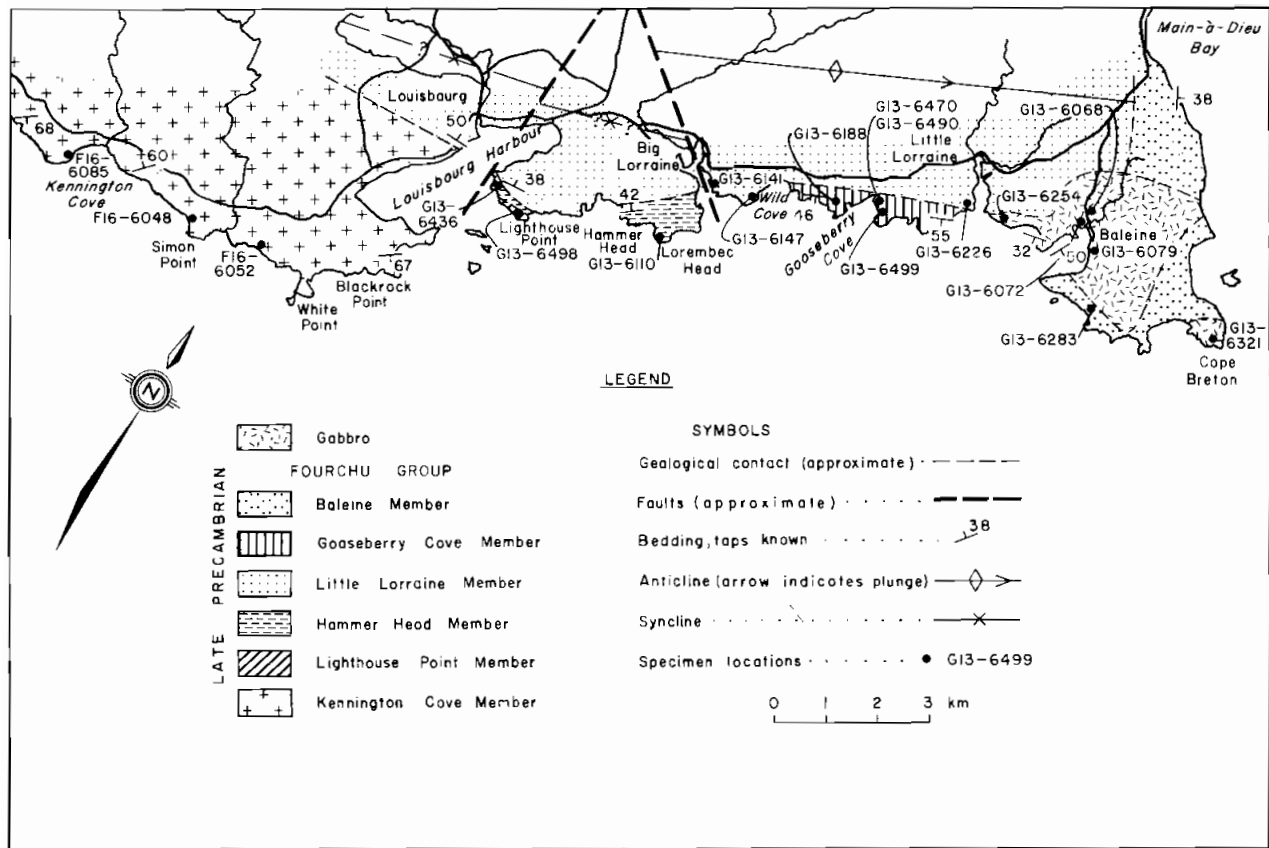 Main-à-Dieu
Bay
38
G13-6470
G13-6068
G13-6188
G13-6490
Little
Lorraine
Louisbourg
50
68
F16-
6085
Kennington
Cove
60
F16-6048
Simon
Point
F16-
6052
White
Point
Blackrock
Point
67
Louisbourg Harbour
38
G13-
6436
Lighthouse
Point
G13-6498
42
Big
Lorraine
Hammer
Head
G13-6110
Lorembec
Head
G13-6141
Wild
Cove
G13-6147
Gooseberry
Cove
G13-6499
55
G13-6226
G13-6254
32
50
Baleine
G13-6079
G13-6072
G13-6283
G13-
6321
Cape
Breton
N
LEGEND
LATE PRECAMBRIAN
Gabbro
FOURCHU GROUP
Baleine Member
Gooseberry Cove Member
Little Lorraine Member
Hammer Head Member
Lighthouse Point Member
Kennington Cove Member
SYMBOLS
Geological contact (approximate)
Faults (approximate) . . . . . .
Bedding, tops known . . . . . . 38
Anticline (arrow indicates plunge)
Syncline . . . . . . . . . .
Specimen locations . . . . . . . G13-6499
0 1 2 3 km